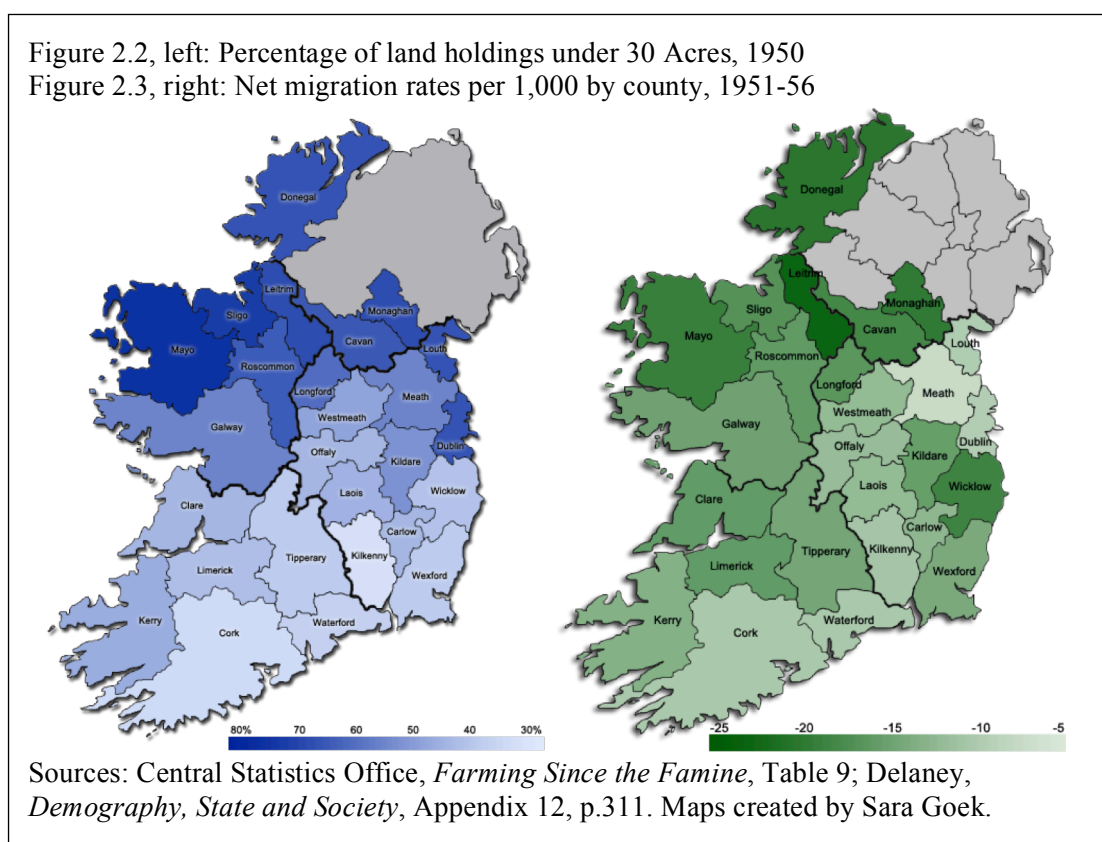 Figure 2.2, left: Percentage of land holdings under 30 Acres, 1950
Figure 2.3, right: Net migration rates per 1,000 by county, 1951-56
Donegal
Leitrim
Sligo
Monaghan
Mayo
Cavan
Louth
Roscommon
Longford
Meath
Westmeath
Galway
Dublin
Offaly
Kildare
Laois
Wicklow
Clare
Carlow
Tipperary
Kilkenny
Limerick
Wexford
Kerry
Waterford
Cork
80% 70 60 50 40 30%
Donegal
Leitrim
Monaghan
Sligo
Cavan
Mayo
Louth
Roscommon
Longford
Meath
Westmeath
Galway
Dublin
Offaly
Kildare
Laois
Wicklow
Clare
Carlow
Tipperary
Kilkenny
Limerick
Wexford
Kerry
Waterford
Cork
-25 -20 -15 -10 -5
Sources: Central Statistics Office, Farming Since the Famine, Table 9; Delaney,
Demography, State and Society, Appendix 12, p.311. Maps created by Sara Goek.